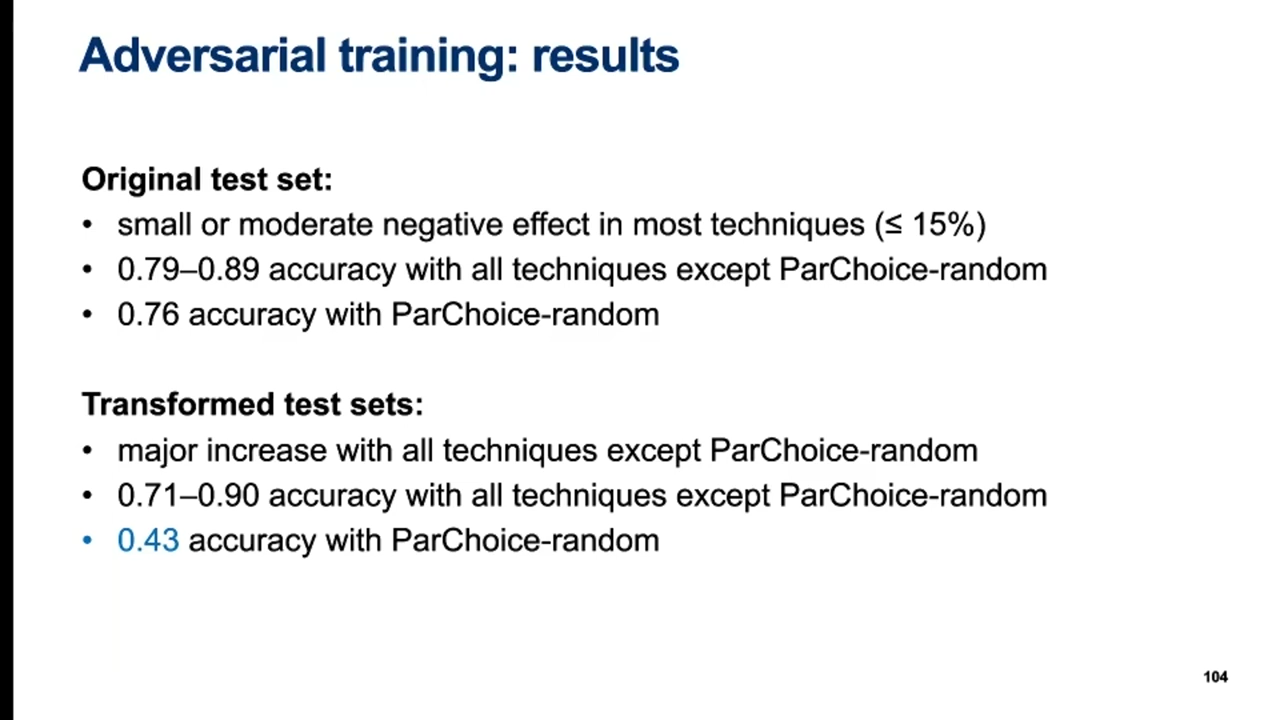 Adversarial training: results
Original test set:
• small or moderate negative effect in most techniques (≤ 15%)
• 0.79–0.89 accuracy with all techniques except ParChoice-random
• 0.76 accuracy with ParChoice-random
Transformed test sets:
• major increase with all techniques except ParChoice-random
• 0.71–0.90 accuracy with all techniques except ParChoice-random
• 0.43 accuracy with ParChoice-random
104